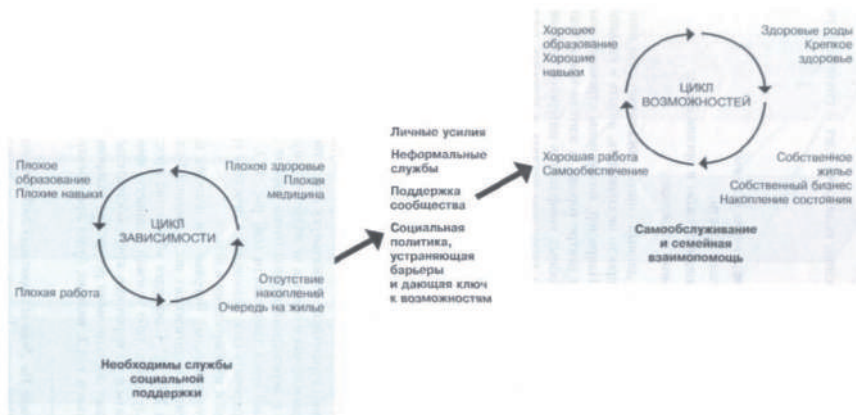 Плохое
образование
Плохие навыки
Плохое здоровье
Плохая
медицина
ЦИКЛ
ЗАВИСИМОСТИ
Плохая работа
Отсутствие
накоплений
Очередь на жилье
Необходимы службы
социальной
поддержки
Личные усилия
Неформальные
службы
Поддержка
сообщества
Социальная
политика,
устраняющая
барьеры
и дающая ключ
к возможностям
Хорошее
образование
Хорошие
навыки
Здоровые роды
Крепкое
здоровье
ЦИКЛ
ВОЗМОЖНОСТЕЙ
Хорошая работа
Самообеспечение
Собственное
жилье
Собственный бизнес
Накопление состояния
Самообслуживание
и семейная
взаимопомощь